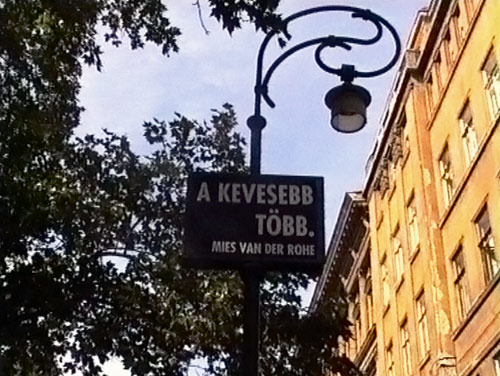 A KEVESEBB
TÖBB.
MIES VAN DER ROHE